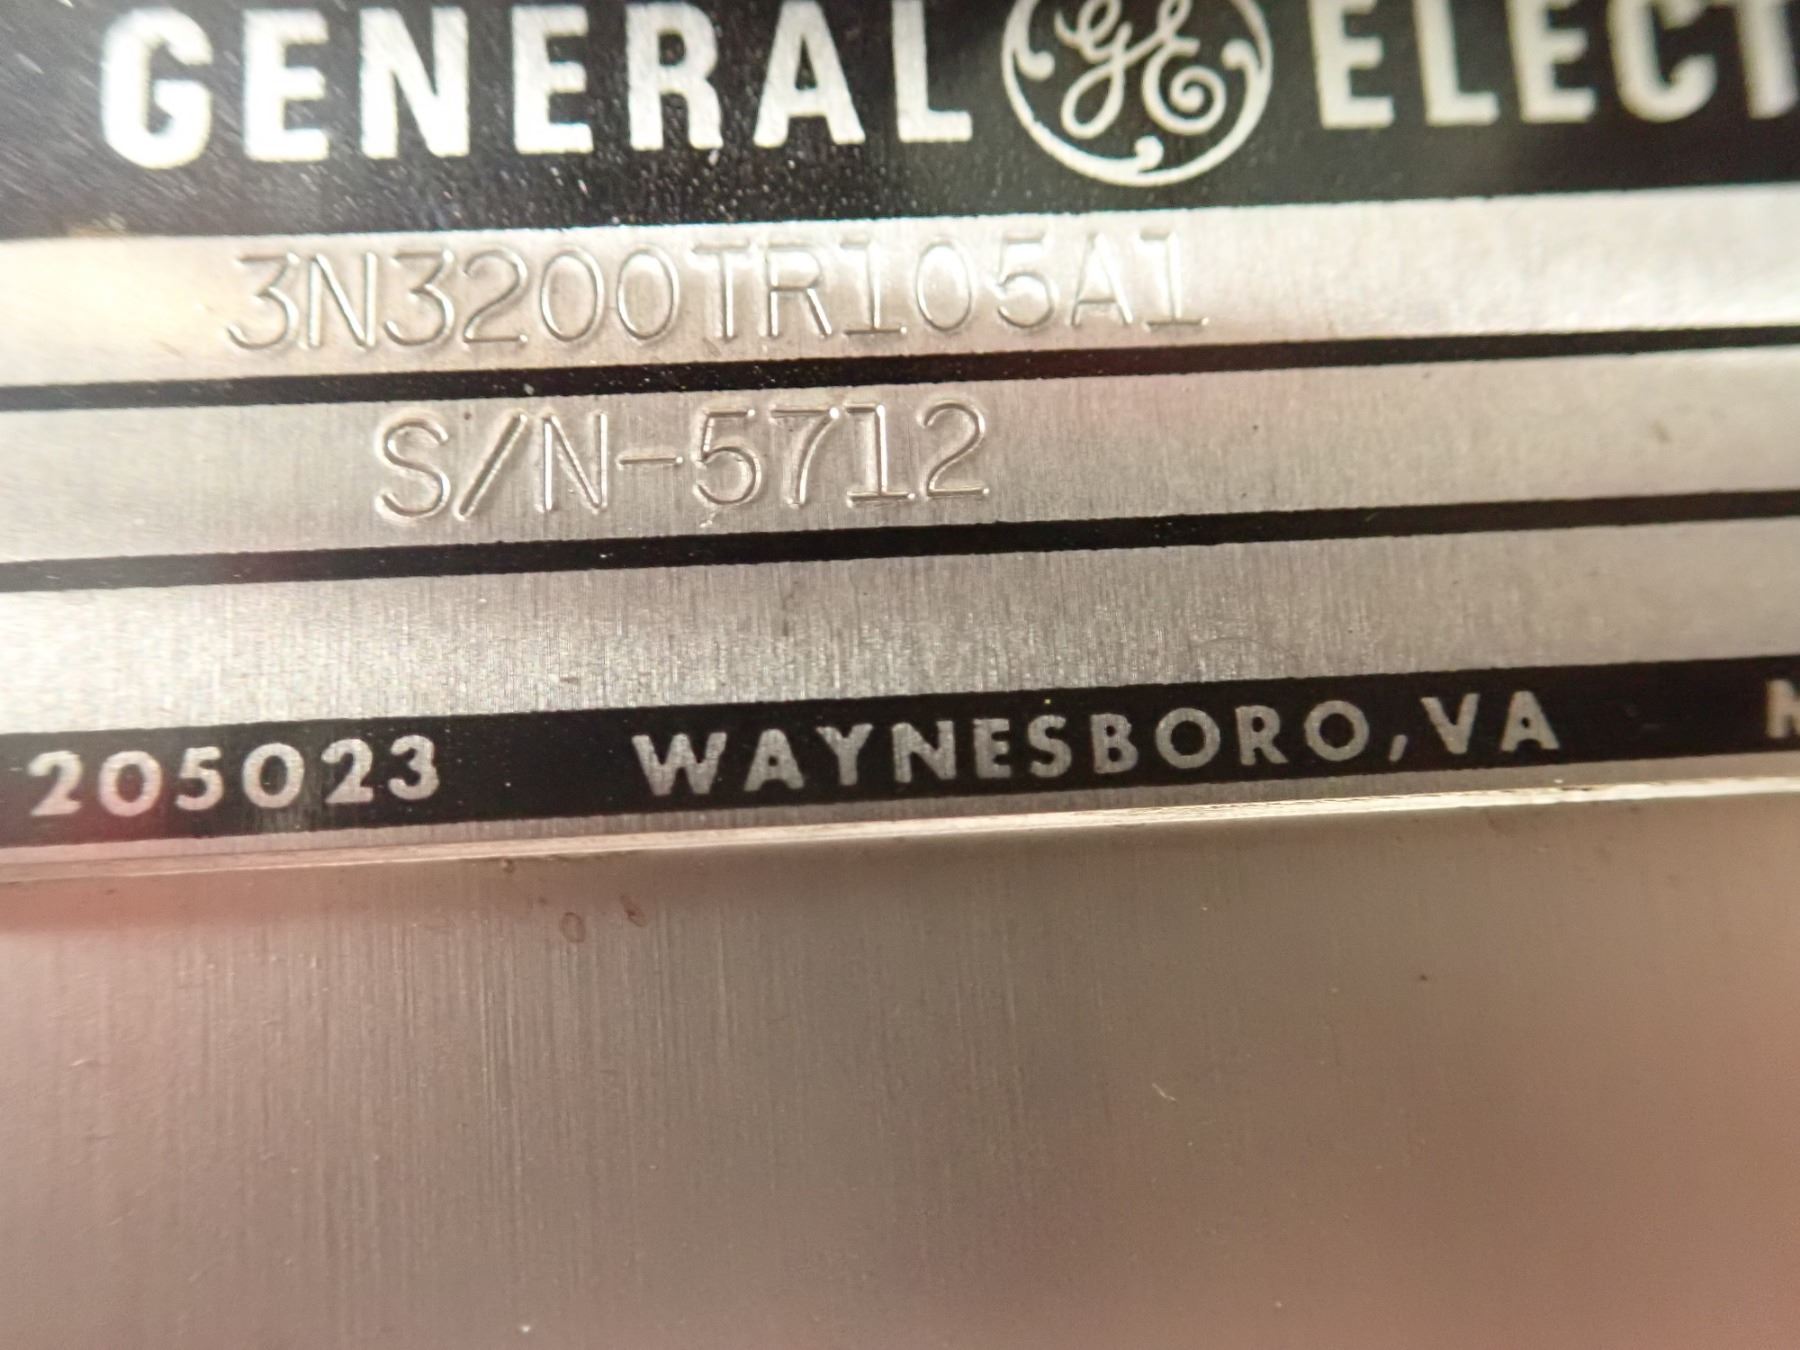 GENERAL GE ELECT
3N3200TR105A1
S/N-5712
205023 WAYNESBORO, VA